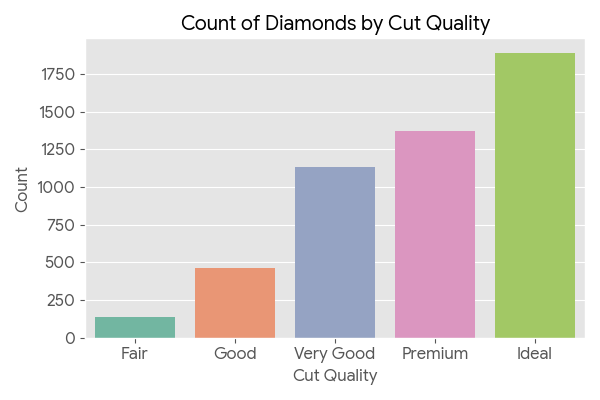 Count of Diamonds by Cut Quality
1750
1500
1250
1000
750
500
250
0
Count
Fair Good Very Good Premium Ideal
Cut Quality